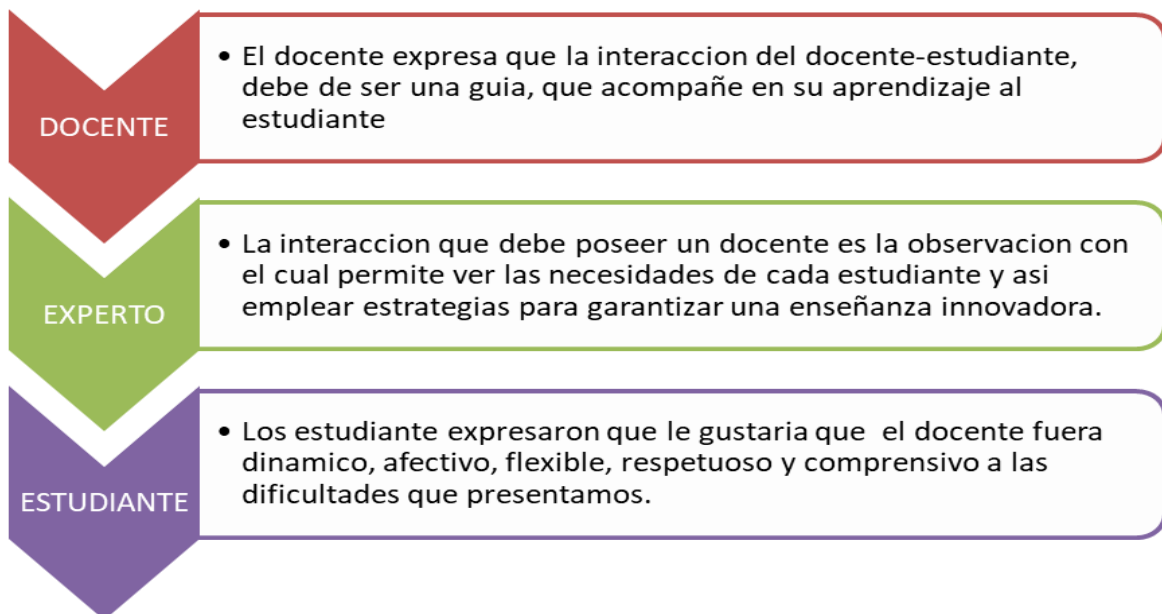 DOCENTE
• El docente expresa que la interaccion del docente-estudiante,
debe de ser una guia, que acompañe en su aprendizaje al
estudiante
EXPERTO
• La interaccion que debe poseer un docente es la observacion con
el cual permite ver las necesidades de cada estudiante y asi
emplear estrategias para garantizar una enseñanza innovadora.
ESTUDIANTE
• Los estudiante expresaron que le gustaria que el docente fuera
dinamico, afectivo, flexible, respetuoso y comprensivo a las
dificultades que presentamos.